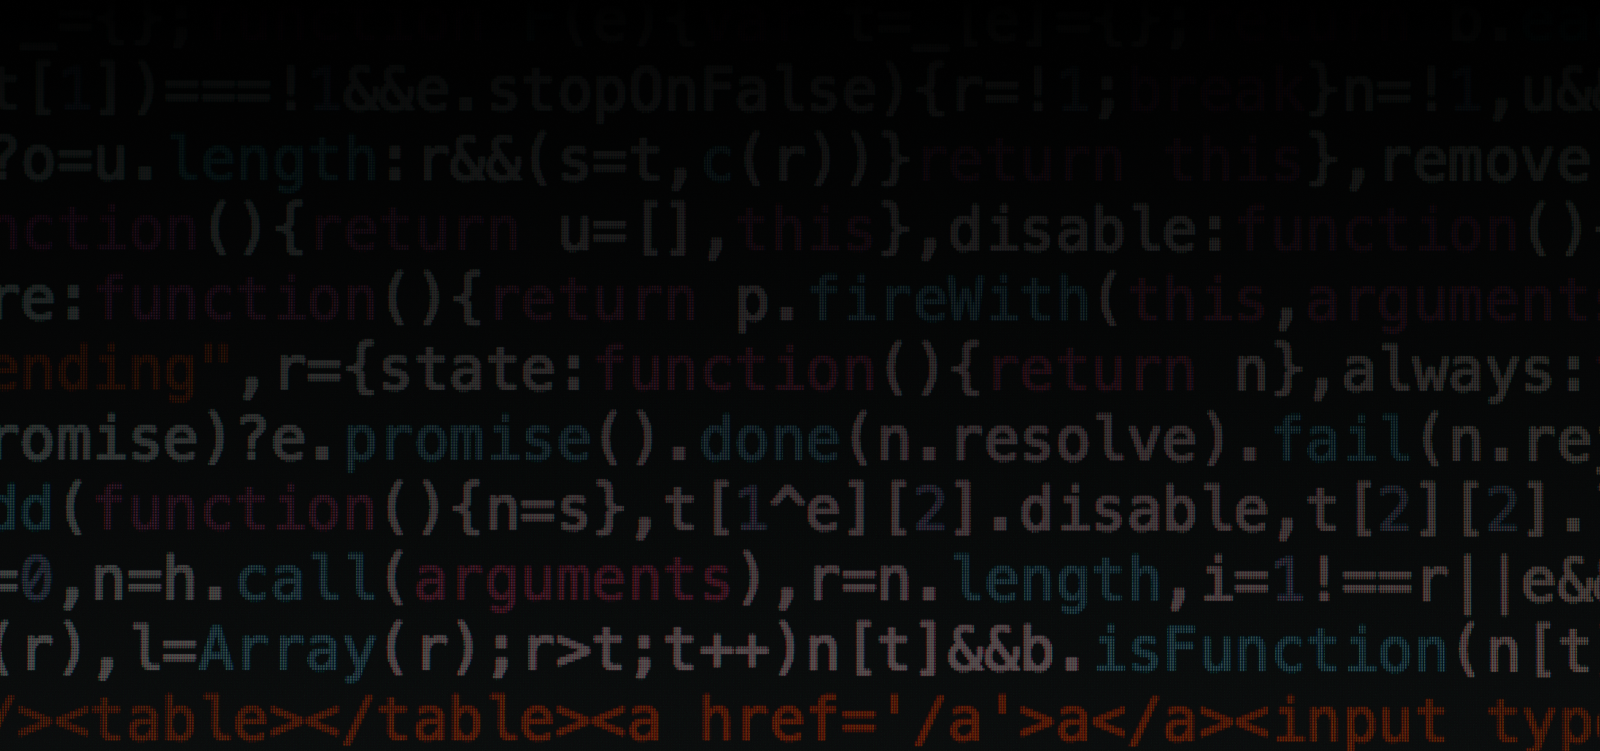 _={}; r(e){ t=_[e]={}; b.ea
t[1])===!1&&e.stopOnFalse){r=!1;break}n=!1,u&
?o=u.length:r&&(s=t,c(r))}return this},remove
nction(){return u=[],this},disable:function()
re:function(){return p.fireWith(this,argument
ending",r={state:function(){return n},always:
romise)?e.promise().done(n.resolve).fail(n.re
dd(function(){n=s},t[1^e][2].disable,t[2][2].
=0,n=h.call(arguments),r=n.length,i=1!==r||e&
(r),l=Array(r);r>t;t++)n[t]&&b.isFunction(n[t
/><table></table><a href='/a'>a</a><input typ